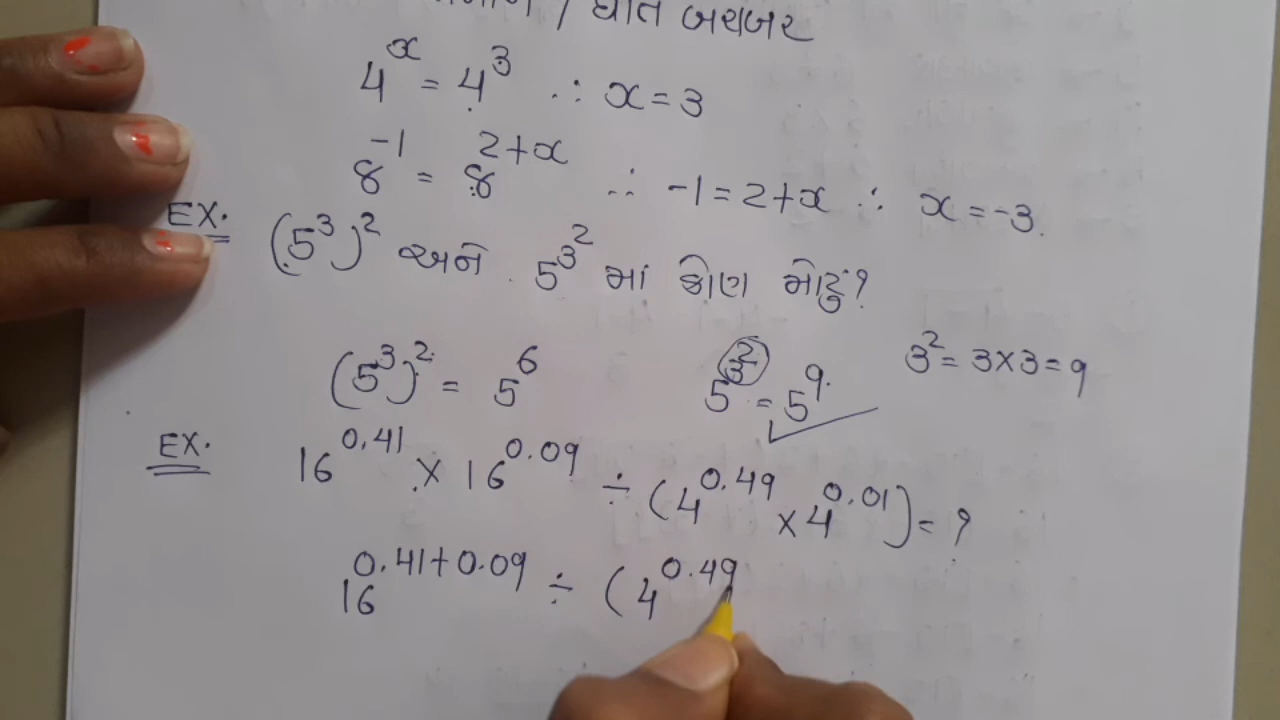 / ઘાત બરાબર
4^x = 4^3 ∴ x = 3
8^-1 = 8^2+x ∴ -1 = 2+x ∴ x = -3.
EX. (5^3)^2 અને 5^3^2 માં કોણ મોટું?
(5^3)^2 = 5^6 5^3^2 = 5^9 3^2 = 3×3 = 9
EX. 16^0.41 × 16^0.09 ÷ (4^0.49 × 4^0.01) = ?
16^0.41+0.09 ÷ (4^0.49